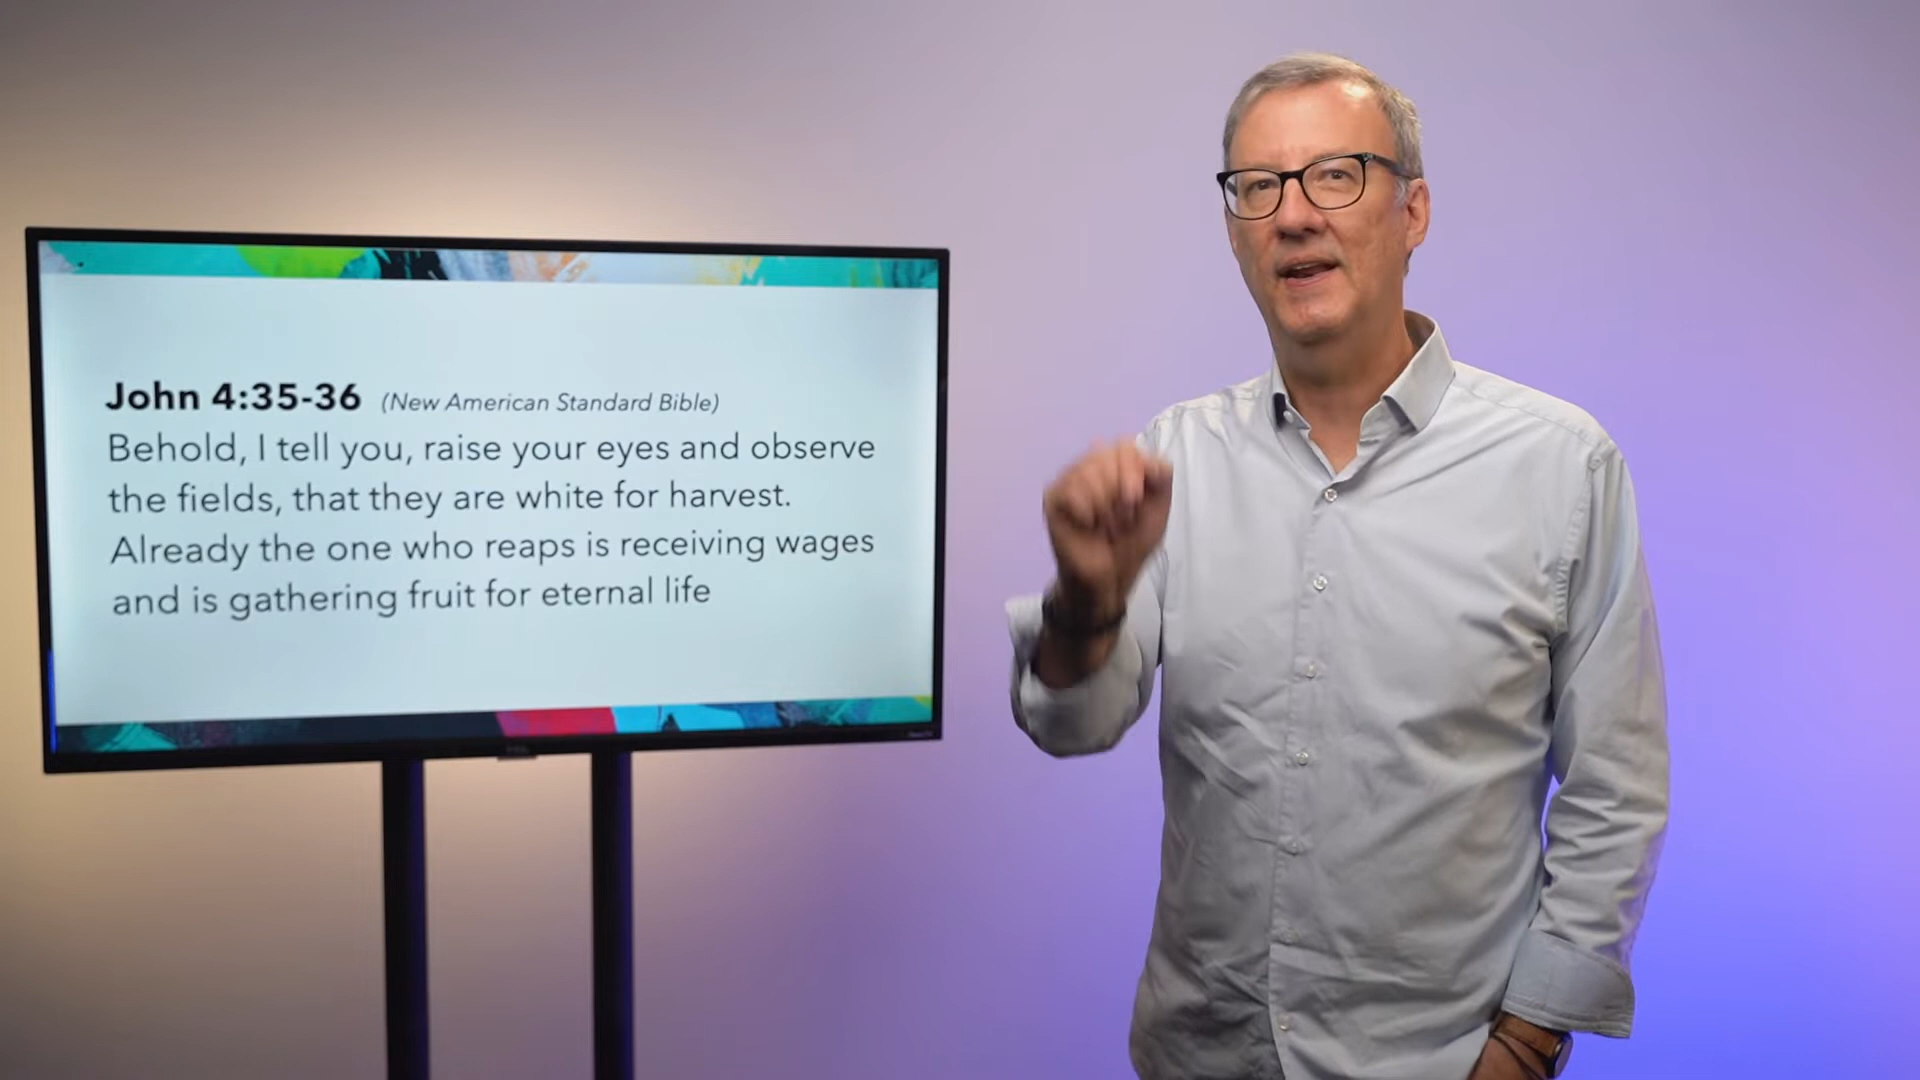 John 4:35-36 (New American Standard Bible)
Behold, I tell you, raise your eyes and observe
the fields, that they are white for harvest.
Already the one who reaps is receiving wages
and is gathering fruit for eternal life